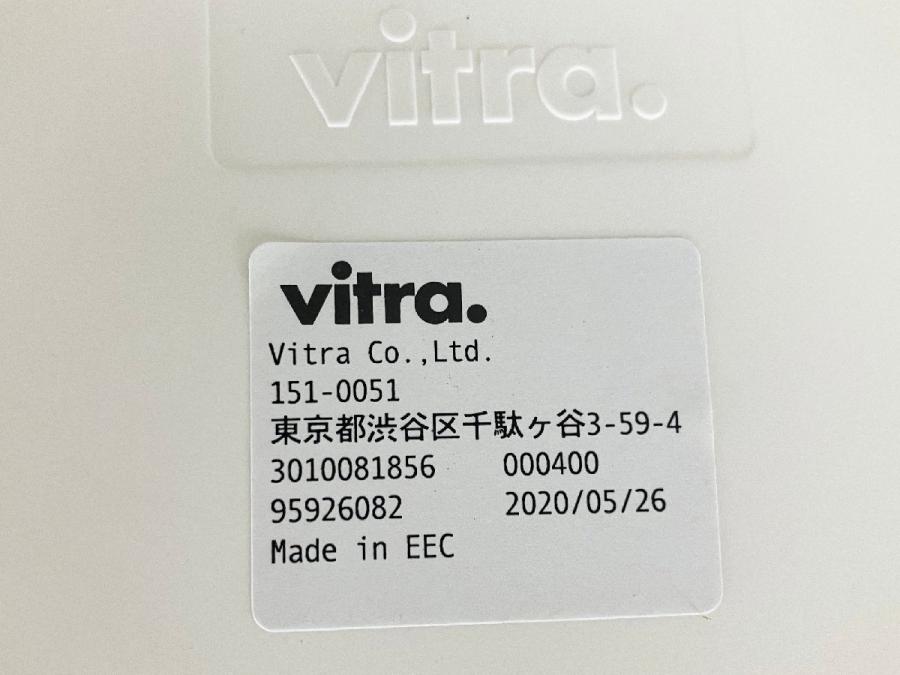 vitra.
vitra.
Vitra Co.,Ltd.
151-0051
東京都渋谷区千駄ヶ谷3-59-4
3010081856 000400
95926082 2020/05/26
Made in EEC